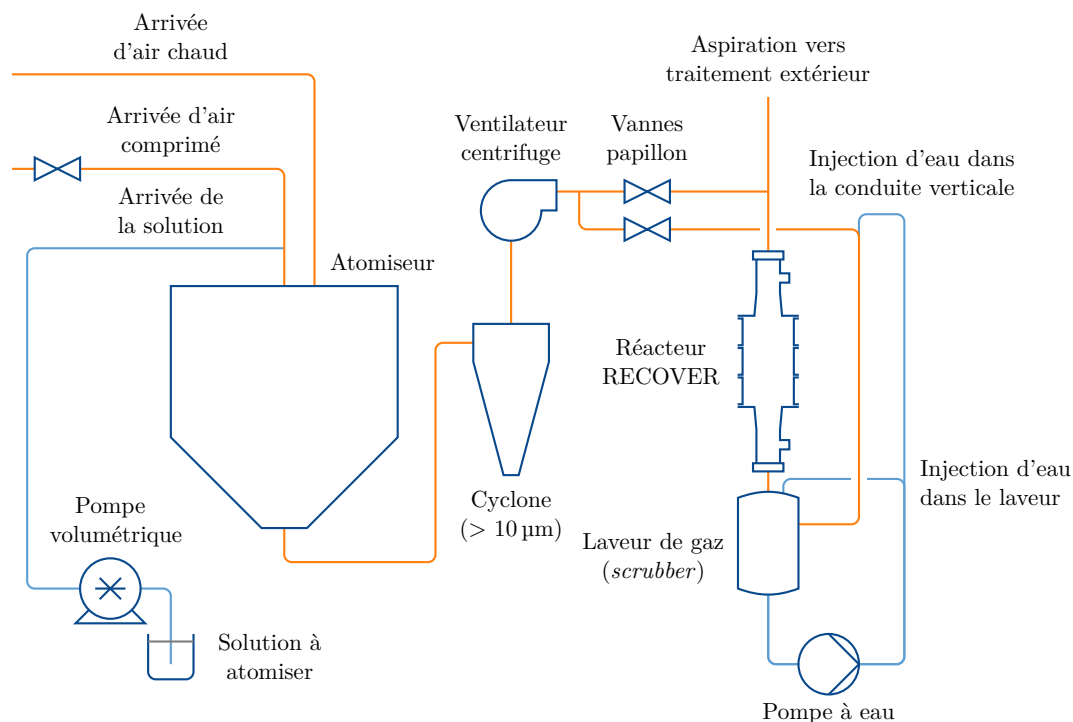 Arrivée
d'air chaud
Aspiration vers
traitement extérieur
Arrivée d'air
comprimé
Ventilateur
centrifuge
Vannes
papillon
Injection d'eau dans
la conduite verticale
Arrivée de
la solution
Atomiseur
Réacteur
RECOVER
Cyclone
(> 10 µm)
Injection d'eau
dans le laveur
Pompe
volumétrique
Laveur de gaz
(scrubber)
Solution à
atomiser
Pompe à eau